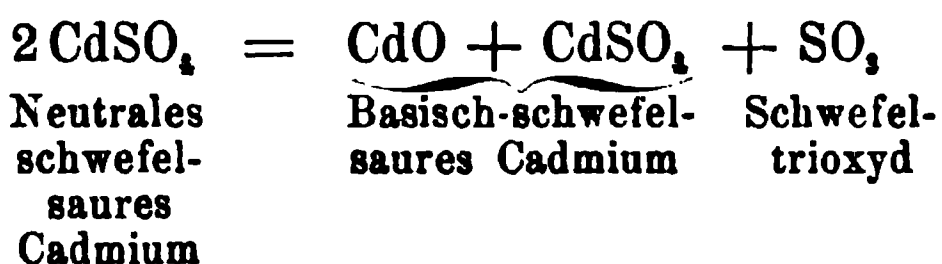 2 CdSO₄ = CdO + CdSO₄ + SO₃
Neutrales Basisch-schwefel- Schwefel-
schwefel- saures Cadmium trioxyd
saures
Cadmium